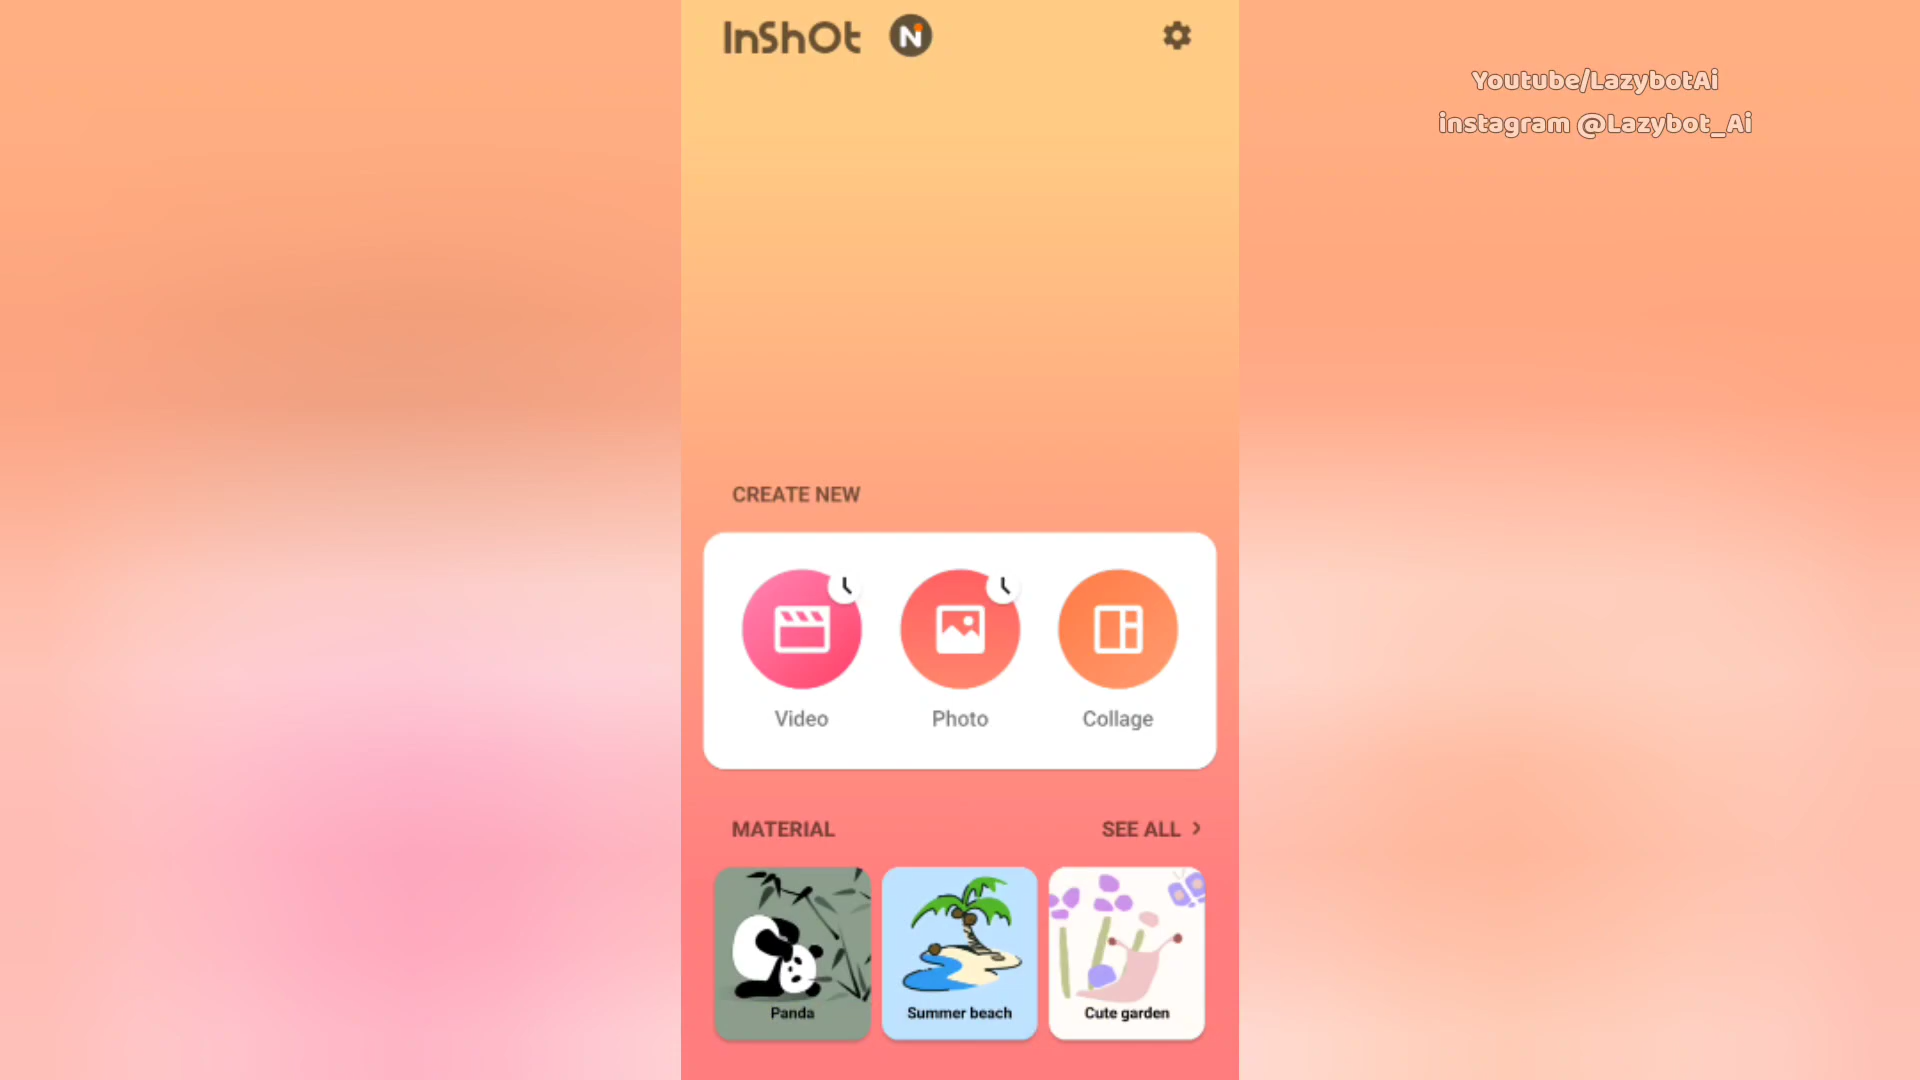 InShOt N
Youtube/LazybotAi
instagram @Lazybot_Ai
CREATE NEW
Video Photo Collage
MATERIAL SEE ALL >
Panda Summer beach Cute garden